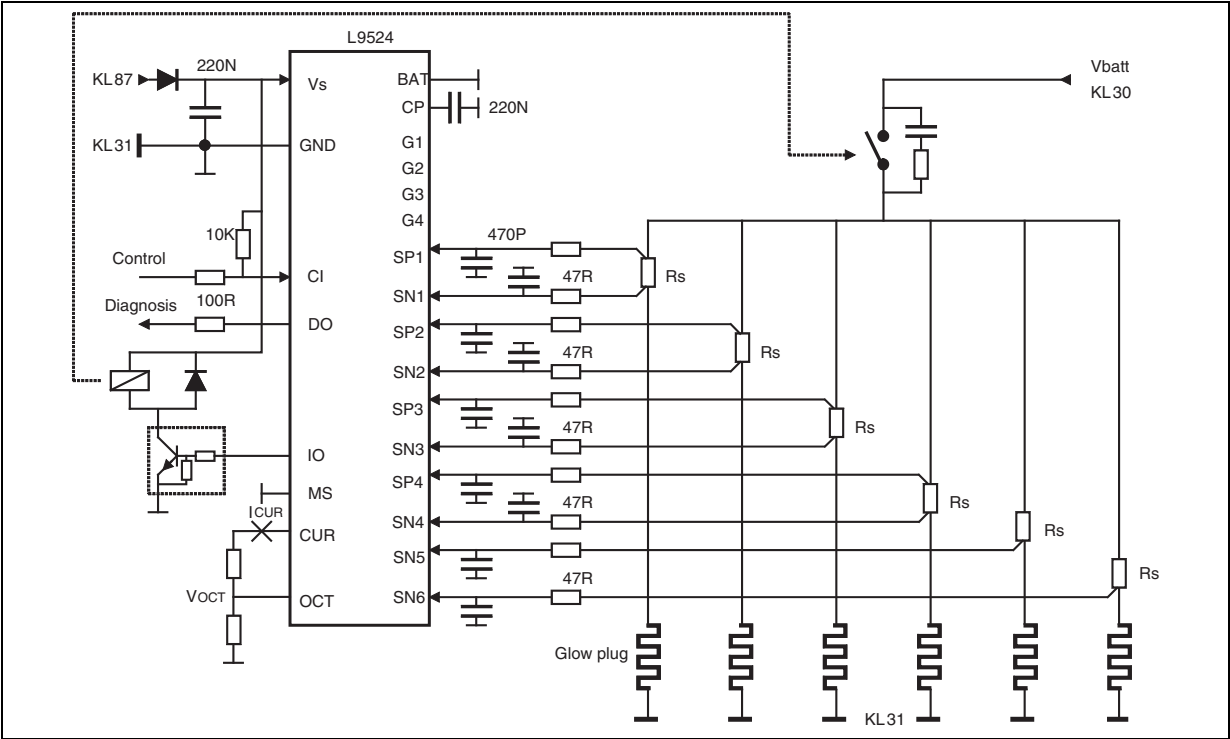 L9524
KL87
220N
Vs
BAT
Vbatt
KL30
CP
220N
KL31
GND
G1
G2
G3
G4
10K
470P
SP1
Control
CI
47R
Rs
SN1
Diagnosis
100R
DO
SP2
47R
Rs
SN2
SP3
47R
Rs
SN3
IO
SP4
MS
47R
Rs
ICUR
SN4
CUR
Rs
SN5
VOCT
OCT
47R
SN6
Rs
Glow plug
KL31